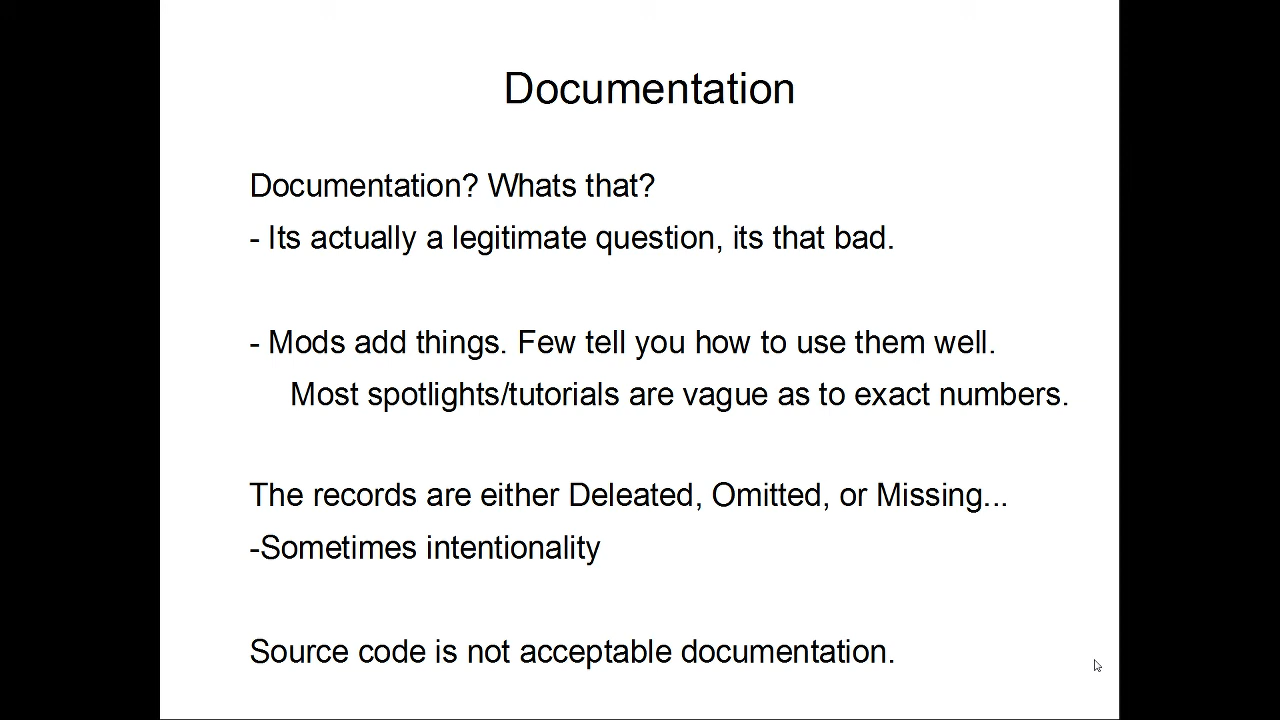 Documentation
Documentation? Whats that?
- Its actually a legitimate question, its that bad.
- Mods add things. Few tell you how to use them well.
Most spotlights/tutorials are vague as to exact numbers.
The records are either Deleated, Omitted, or Missing...
-Sometimes intentionality
Source code is not acceptable documentation.